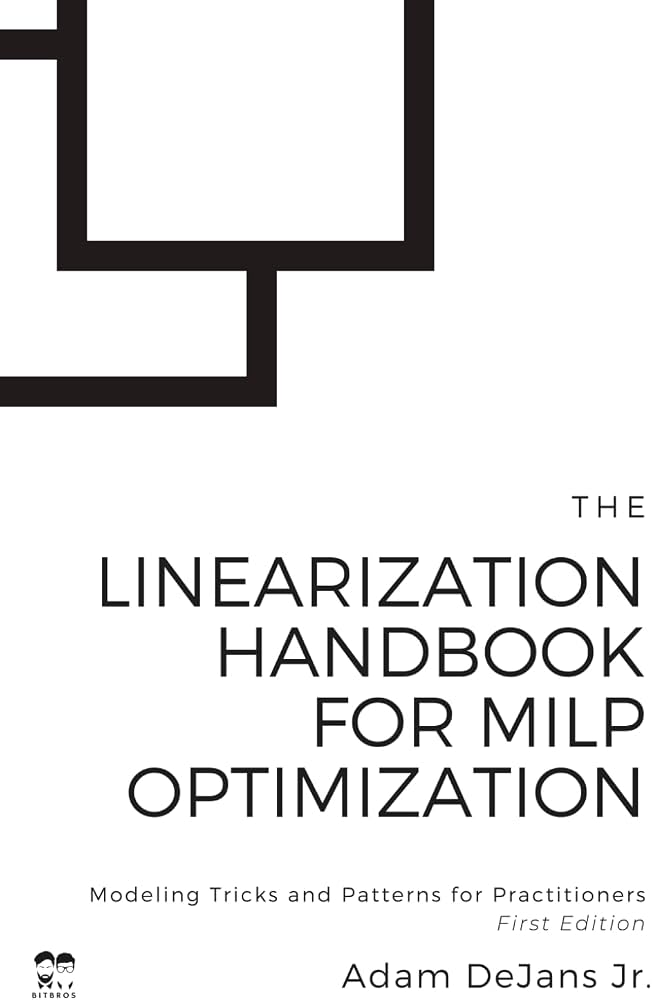 THE
LINEARIZATION
HANDBOOK
FOR MILP
OPTIMIZATION
Modeling Tricks and Patterns for Practitioners
First Edition
Adam DeJans Jr.
BITBROS